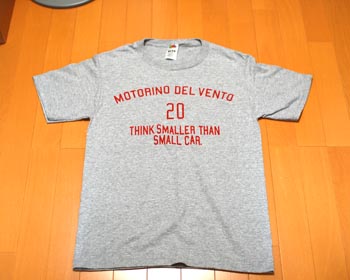 MOTORINO DEL VENTO
20
THINK SMALLER THAN
SMALL CAR.